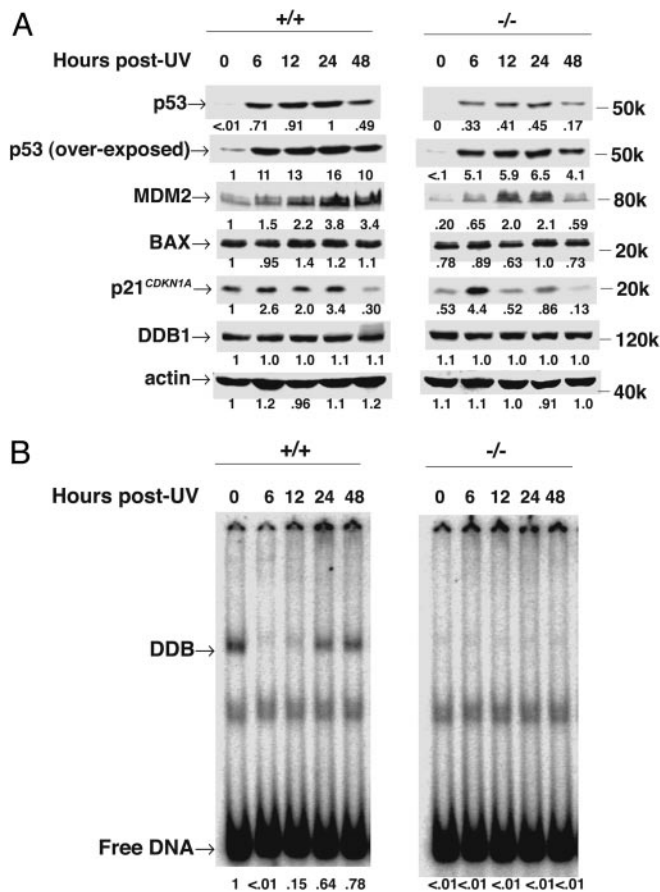 A
+/+ -/-
Hours post-UV 0 6 12 24 48 0 6 12 24 48
p53→ 50k
<.01 .71 .91 1 .49 0 .33 .41 .45 .17
p53 (over-exposed)→ 50k
1 11 13 16 10 <.1 5.1 5.9 6.5 4.1
MDM2→ 80k
1 1.5 2.2 3.8 3.4 .20 .65 2.0 2.1 .59
BAX→ 20k
1 .95 1.4 1.2 1.1 .78 .89 .63 1.0 .73
p21CDKN1A→ 20k
1 2.6 2.0 3.4 .30 .53 4.4 .52 .86 .13
DDB1→ 120k
1 1.0 1.0 1.1 1.1 1.1 1.0 1.0 1.0 1.0
actin→ 40k
1 1.2 .96 1.1 1.2 1.1 1.1 1.0 .91 1.0
B
+/+ -/-
Hours post-UV 0 6 12 24 48 0 6 12 24 48
DDB→
Free DNA→
1 <.01 .15 .64 .78 <.01 <.01 <.01 <.01 <.01